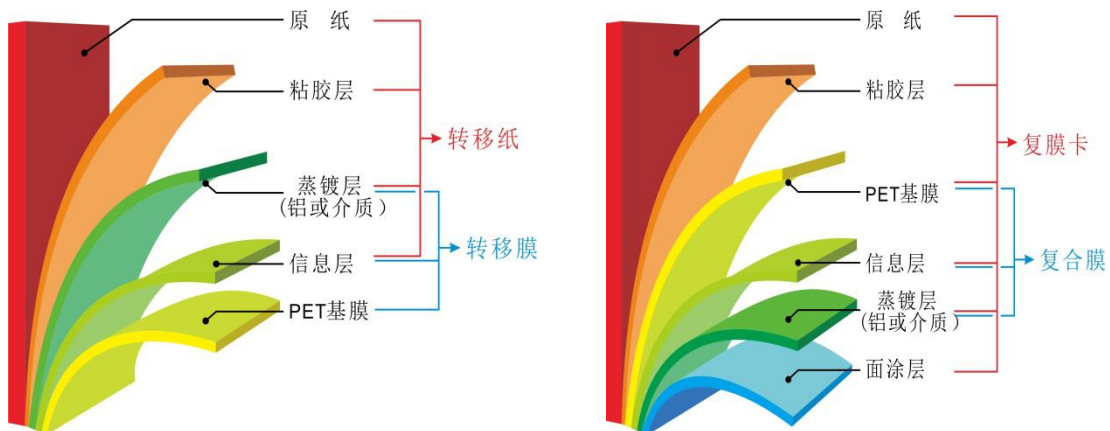 原 纸
粘胶层
转移纸
蒸镀层
(铝或介质)
转移膜
信息层
PET基膜
原 纸
粘胶层
复膜卡
PET基膜
信息层
复合膜
蒸镀层
(铝或介质)
面涂层